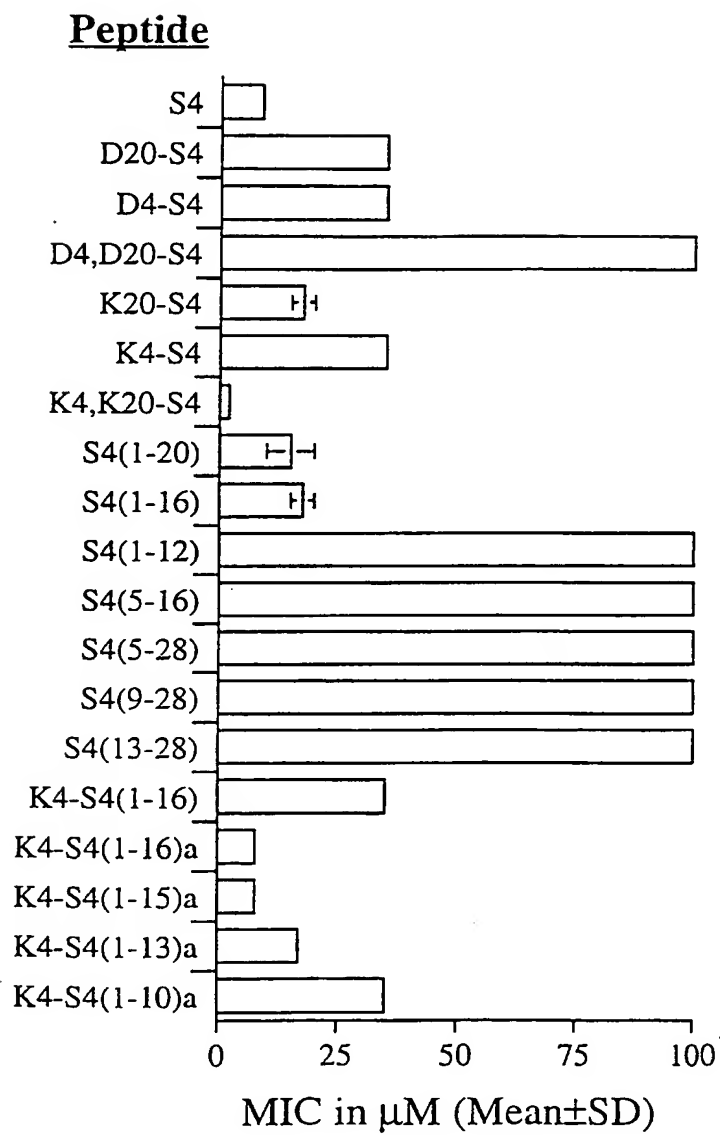 Peptide
S4
D20-S4
D4-S4
D4,D20-S4
K20-S4
K4-S4
K4,K20-S4
S4(1-20)
S4(1-16)
S4(1-12)
S4(5-16)
S4(5-28)
S4(9-28)
S4(13-28)
K4-S4(1-16)
K4-S4(1-16)a
K4-S4(1-15)a
K4-S4(1-13)a
K4-S4(1-10)a
0 25 50 75 100
MIC in µM (Mean±SD)